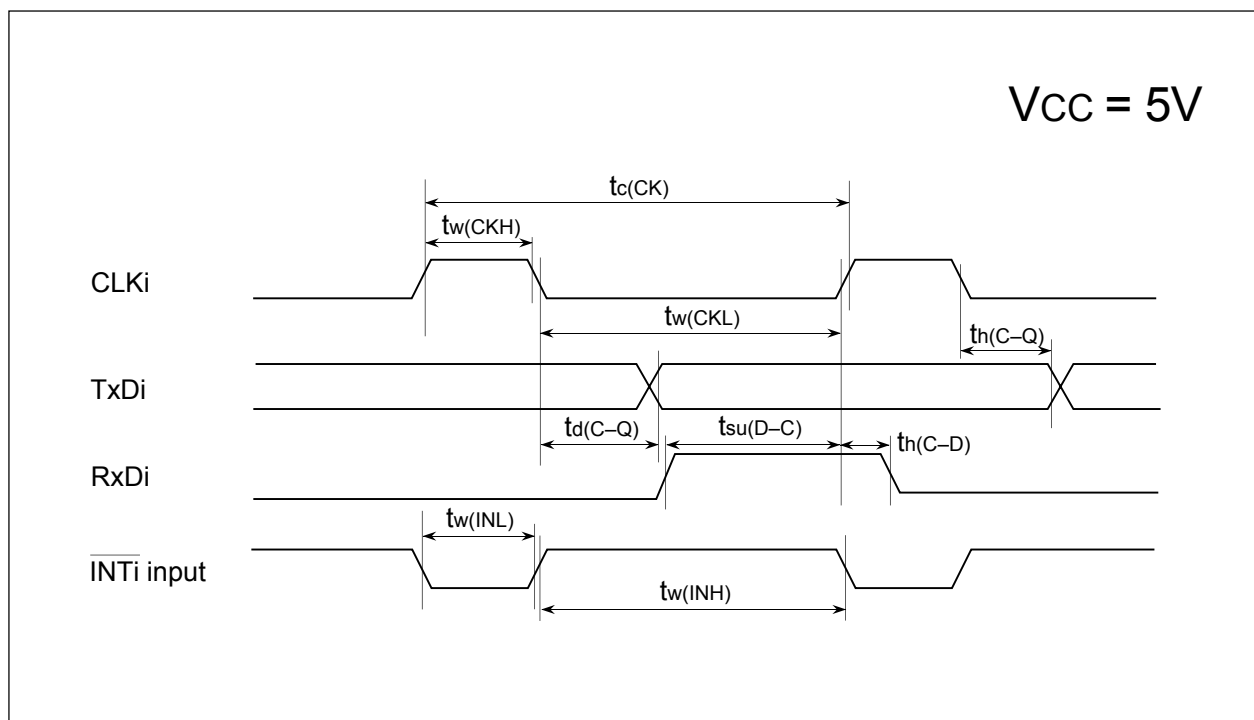 VCC = 5V
tc(CK)
tw(CKH)
CLKi
tw(CKL)
th(C–Q)
TxDi
td(C–Q)
tsu(D–C)
th(C–D)
RxDi
tw(INL)
INTi input
tw(INH)